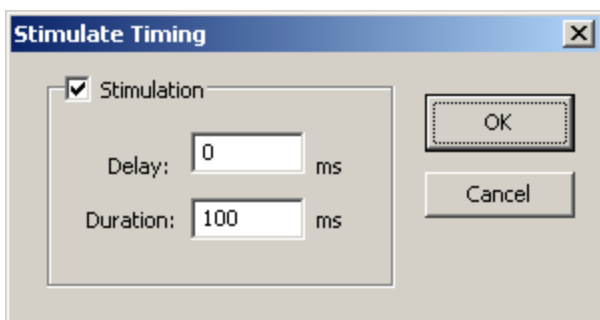 Stimulate Timing
Stimulation
Delay: 0 ms
Duration: 100 ms
OK
Cancel